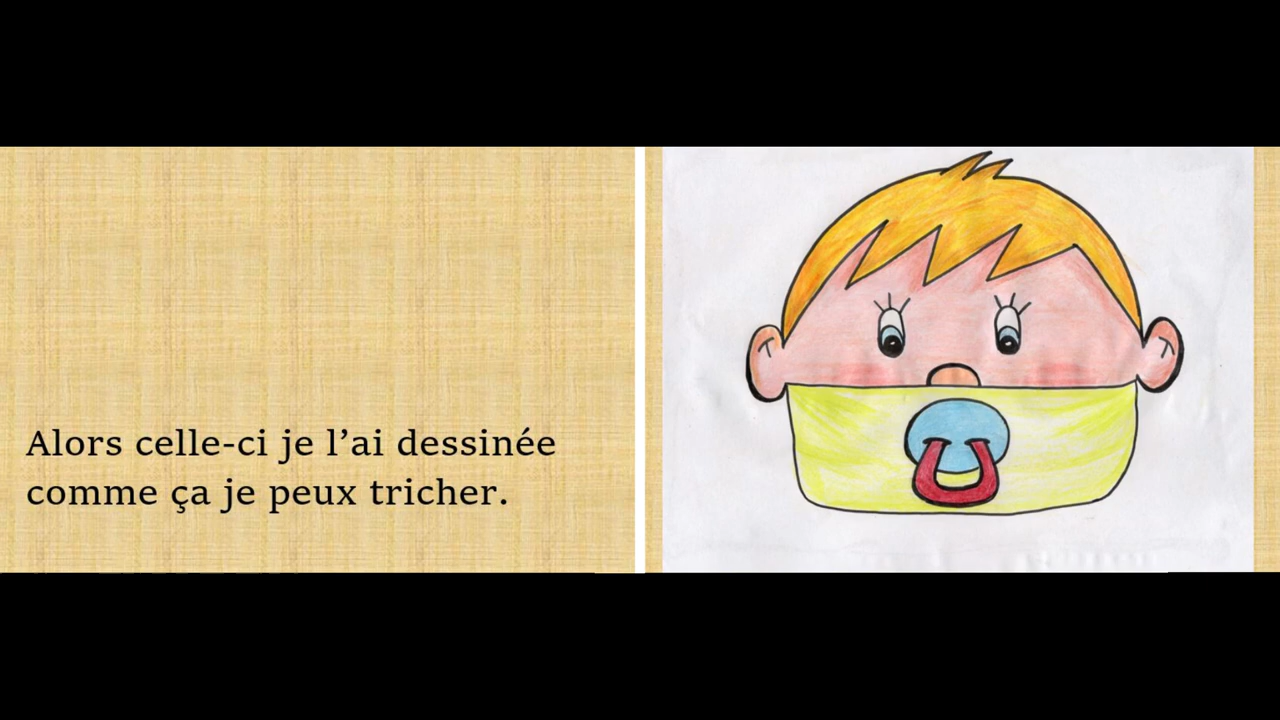 Alors celle-ci je l’ai dessinée
comme ça je peux tricher.